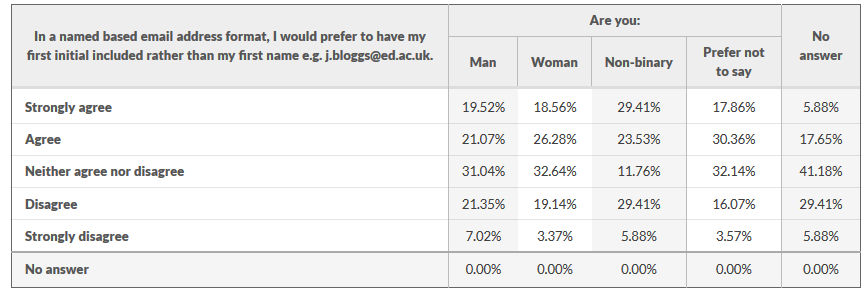 In a named based email address format, I would prefer to have my
first initial included rather than my first name e.g. j.bloggs@ed.ac.uk.
Are you:
No
answer
Man
Woman
Non-binary
Prefer not
to say
Strongly agree 19.52% 18.56% 29.41% 17.86% 5.88%
Agree 21.07% 26.28% 23.53% 30.36% 17.65%
Neither agree nor disagree 31.04% 32.64% 11.76% 32.14% 41.18%
Disagree 21.35% 19.14% 29.41% 16.07% 29.41%
Strongly disagree 7.02% 3.37% 5.88% 3.57% 5.88%
No answer 0.00% 0.00% 0.00% 0.00% 0.00%